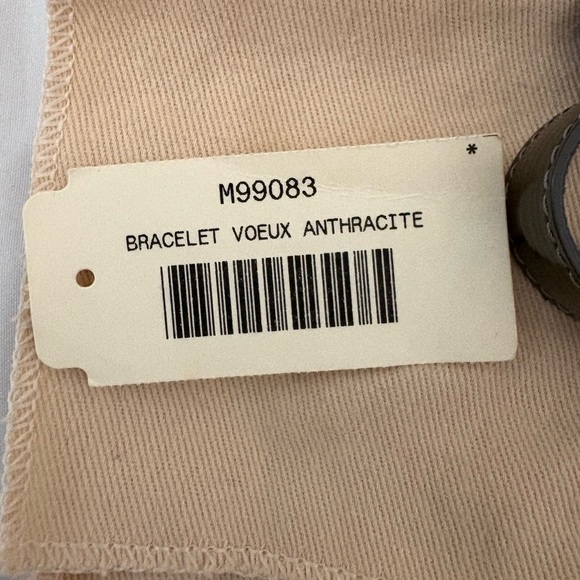 *
M99083
BRACELET VOEUX ANTHRACITE